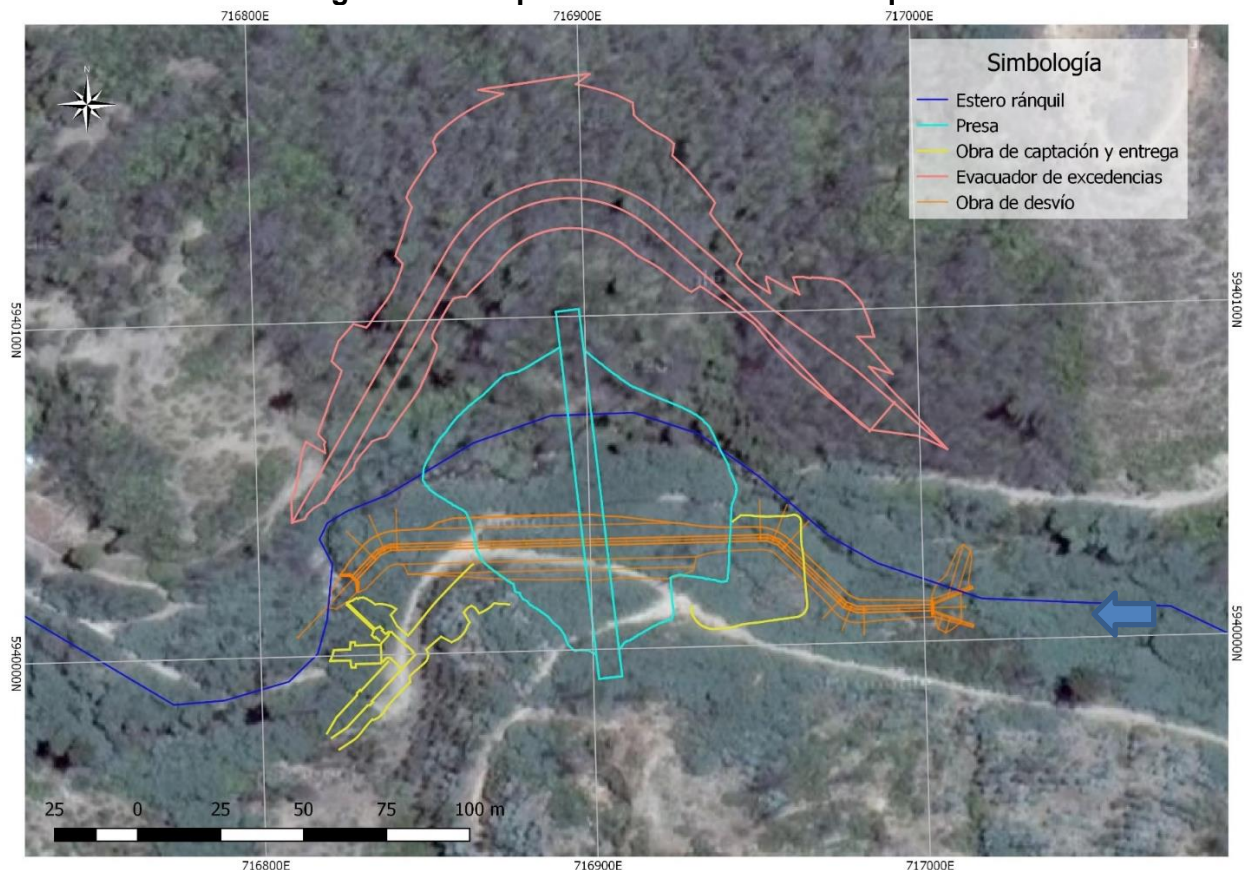 716800E
716900E
717000E
N
Simbología
Estero ránquil
Presa
Obra de captación y entrega
Evacuador de excedencias
Obra de desvío
5940100N
5940100N
5940000N
5940000N
25 0 25 50 75 100 m
716800E
716900E
717000E